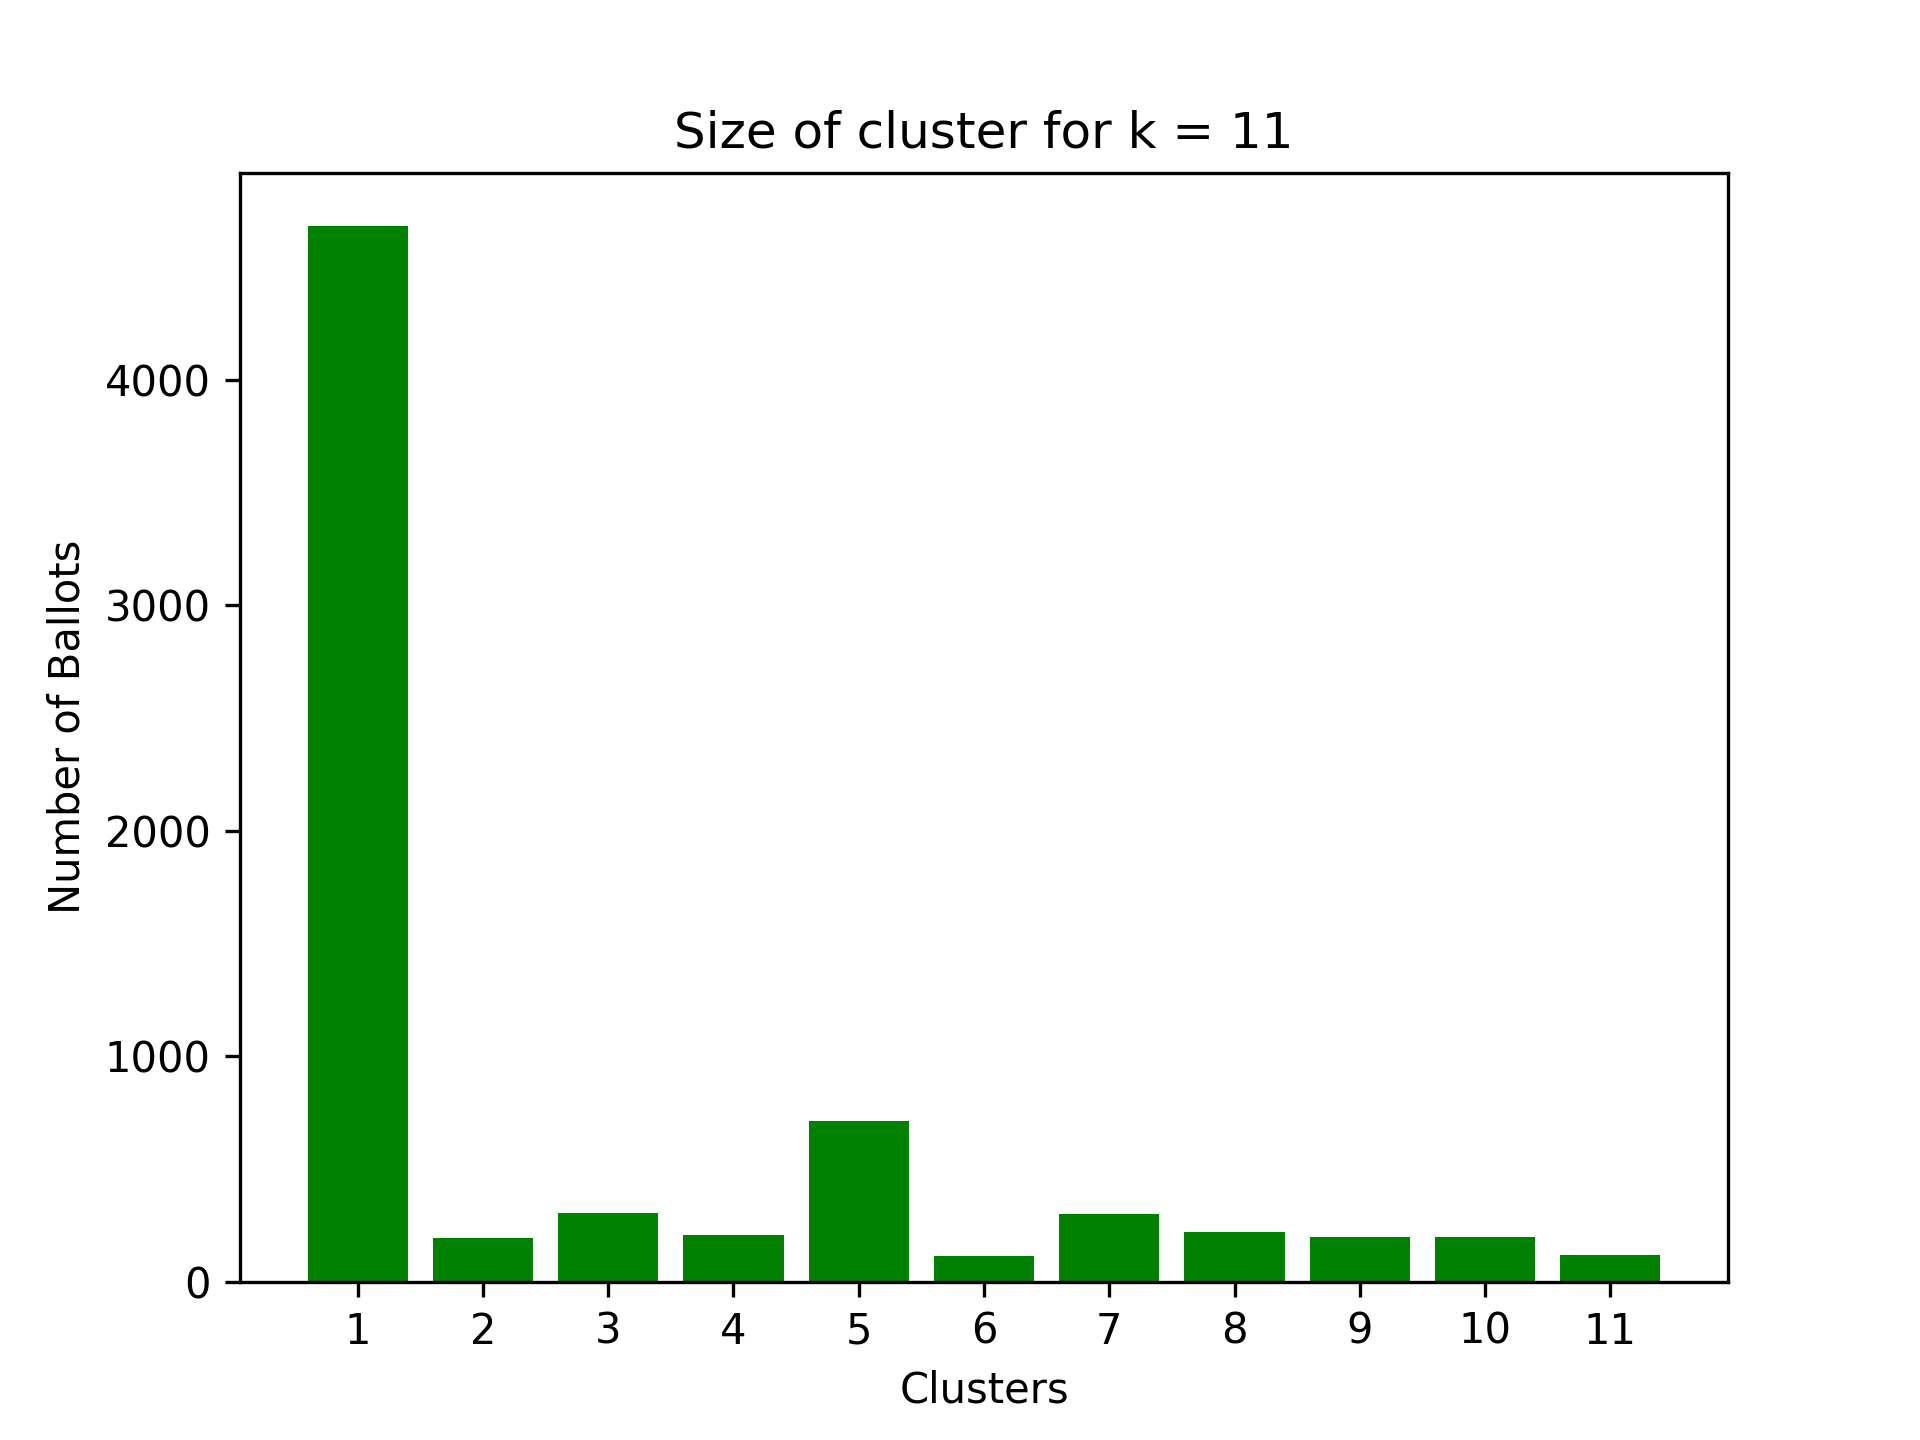 Size of cluster for k = 11
Number of Ballots
4000
3000
2000
1000
0
1 2 3 4 5 6 7 8 9 10 11
Clusters